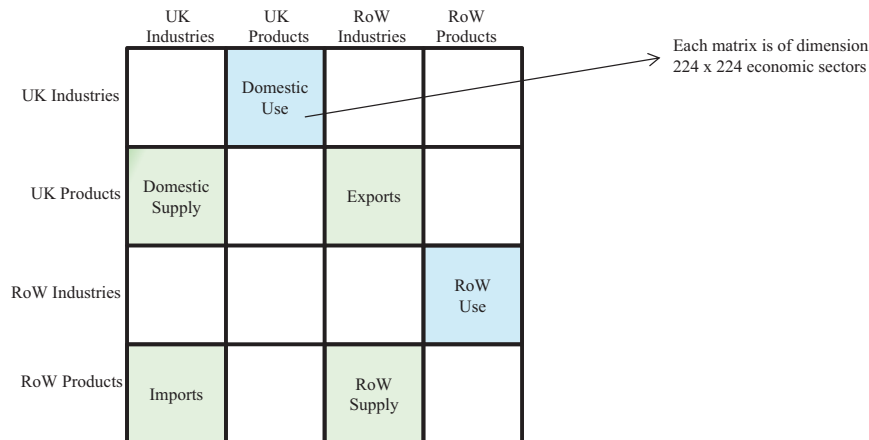 UK
Industries
UK
Products
RoW
Industries
RoW
Products
Each matrix is of dimension
224 x 224 economic sectors
UK Industries
Domestic
Use
UK Products
Domestic
Supply
Exports
RoW Industries
RoW
Use
RoW Products
Imports
RoW
Supply